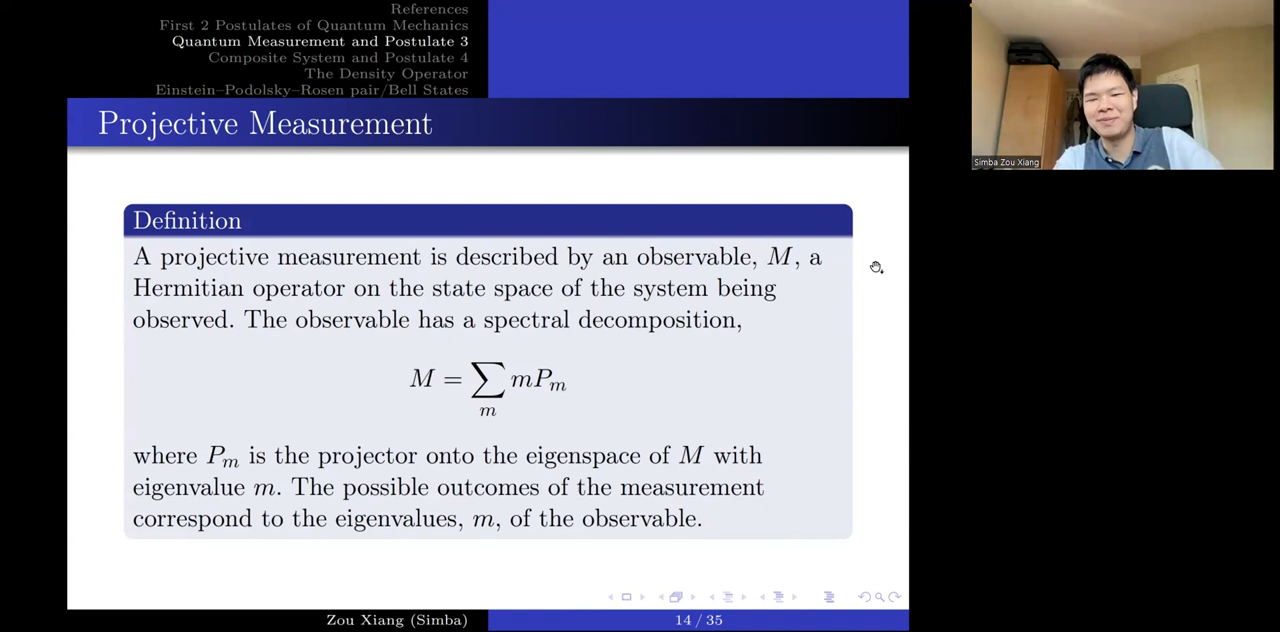 References
First 2 Postulates of Quantum Mechanics
Quantum Measurement and Postulate 3
Composite System and Postulate 4
The Density Operator
Einstein–Podolsky–Rosen pair/Bell States
Projective Measurement
Definition
A projective measurement is described by an observable, M, a
Hermitian operator on the state space of the system being
observed. The observable has a spectral decomposition,
M = ∑ mPₘ
m
where Pₘ is the projector onto the eigenspace of M with
eigenvalue m. The possible outcomes of the measurement
correspond to the eigenvalues, m, of the observable.
Zou Xiang (Simba)
14 / 35
Simba Zou Xiang